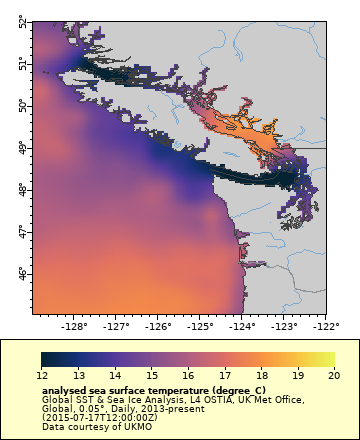 52°
51°
50°
49°
48°
47°
46°
-128° -127° -126° -125° -124° -123° -122°
12 13 14 15 16 17 18 19 20
analysed sea surface temperature (degree_C)
Global SST & Sea Ice Analysis, L4 OSTIA, UK Met Office,
Global, 0.05°, Daily, 2013-present
(2015-07-17T12:00:00Z)
Data courtesy of UKMO